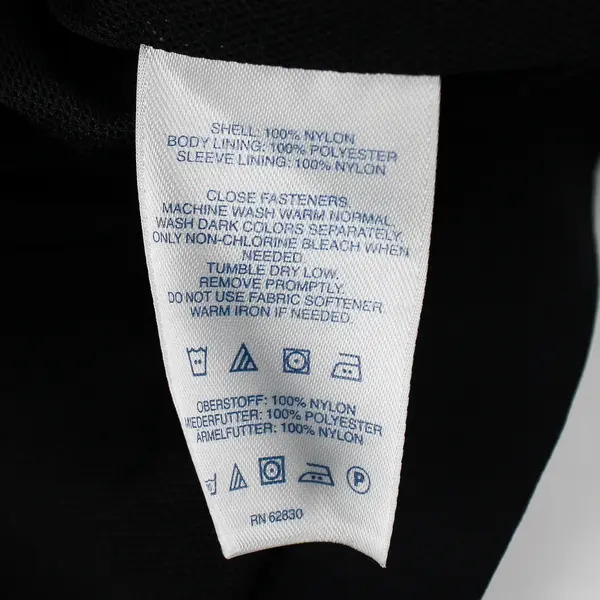 SHELL: 100% NYLON
BODY LINING: 100% POLYESTER
SLEEVE LINING: 100% NYLON
CLOSE FASTENERS.
MACHINE WASH WARM NORMAL
WASH DARK COLORS SEPARATELY.
ONLY NON-CHLORINE BLEACH WHEN
NEEDED.
TUMBLE DRY LOW.
REMOVE PROMPTLY.
DO NOT USE FABRIC SOFTENER
WARM IRON IF NEEDED.
OBERSTOFF: 100% NYLON
MIEDERFUTTER: 100% POLYESTER
ÄRMELFUTTER: 100% NYLON
P
RN 62830